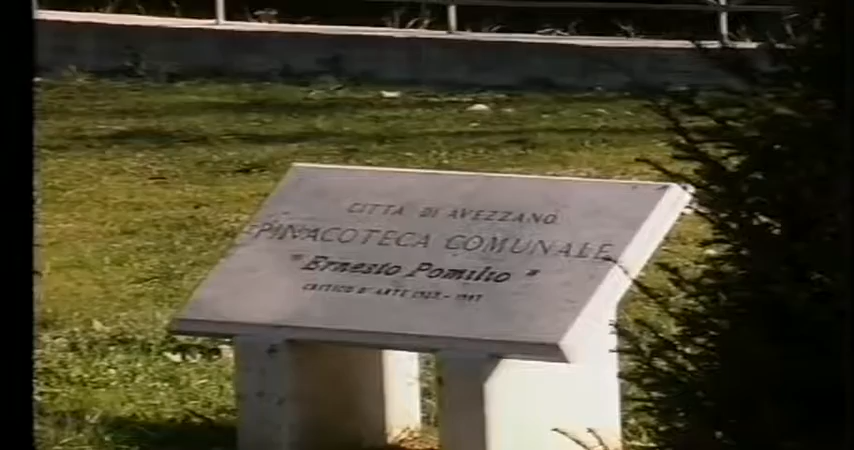 CITTÀ DI AVEZZANO
PINACOTECA COMUNALE
"Ernesto Pomilio"
CRITICO D'ARTE